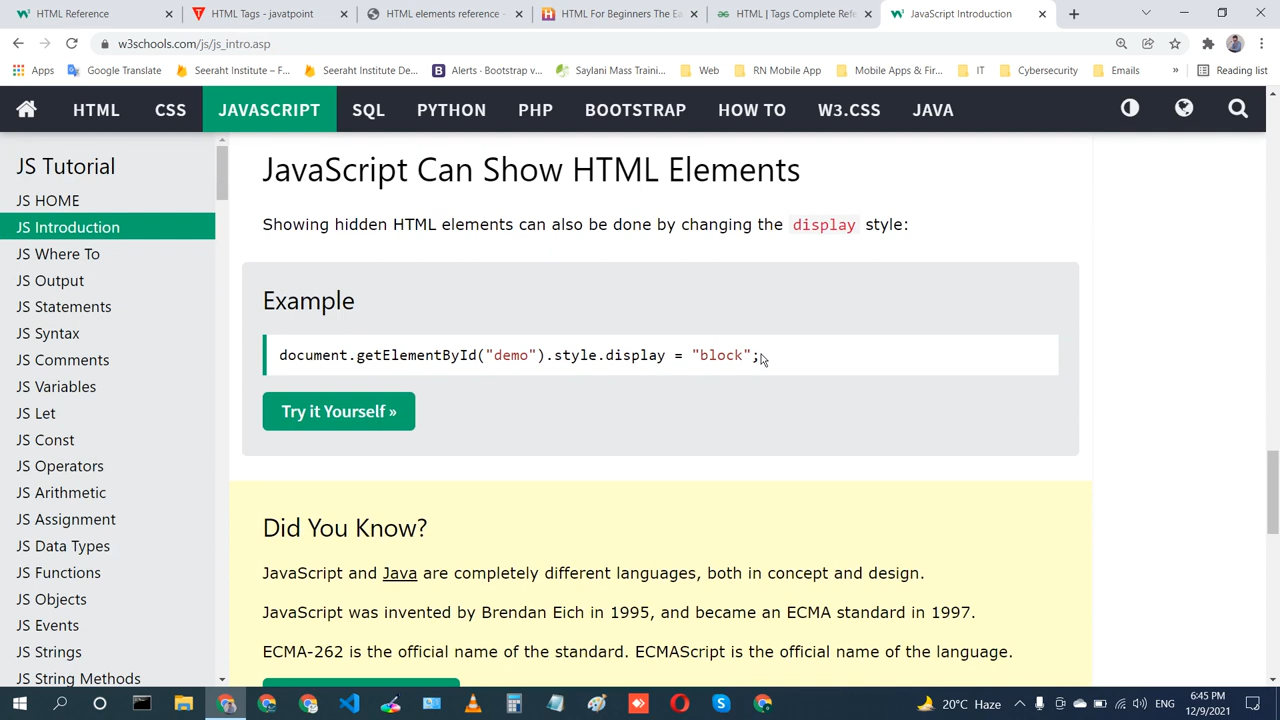 HTML Reference
HTML Tags - javatpoint
HTML elements reference -
HTML For Beginners The Ea
HTML | Tags Complete Refe
JavaScript Introduction
w3schools.com/js/js_intro.asp
Apps
Google Translate
Seeraht Institute – F...
Seeraht Institute De...
Alerts · Bootstrap v...
Saylani Mass Traini...
Web
RN Mobile App
Mobile Apps & Fir...
IT
Cybersecurity
Emails
»
Reading list
HTML CSS JAVASCRIPT SQL PYTHON PHP BOOTSTRAP HOW TO W3.CSS JAVA
JS Tutorial
JS HOME
JS Introduction
JS Where To
JS Output
JS Statements
JS Syntax
JS Comments
JS Variables
JS Let
JS Const
JS Operators
JS Arithmetic
JS Assignment
JS Data Types
JS Functions
JS Objects
JS Events
JS Strings
JS String Methods
JavaScript Can Show HTML Elements
Showing hidden HTML elements can also be done by changing the display style:
Example
document.getElementById("demo").style.display = "block";
Try it Yourself »
Did You Know?
JavaScript and Java are completely different languages, both in concept and design.
JavaScript was invented by Brendan Eich in 1995, and became an ECMA standard in 1997.
ECMA-262 is the official name of the standard. ECMAScript is the official name of the language.
20°C Haze
ENG
6:45 PM
12/9/2021